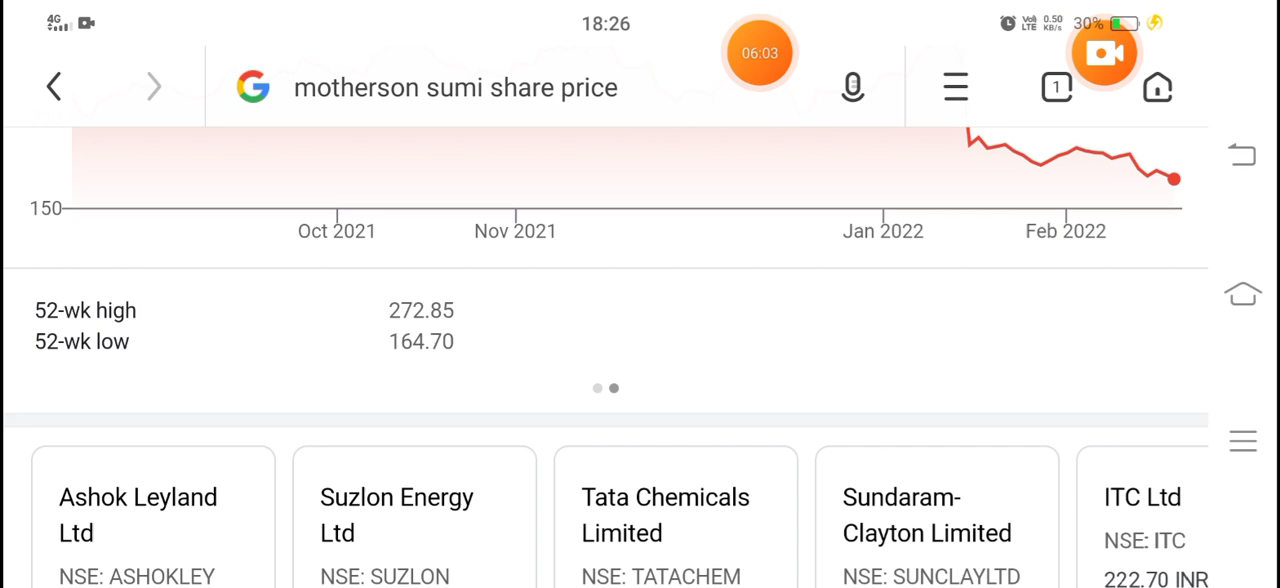 4G 18:26 Vol LTE 0.50 KB/s 30%
06:03
motherson sumi share price 1
150
Oct 2021 Nov 2021 Jan 2022 Feb 2022
52-wk high 272.85
52-wk low 164.70
Ashok Leyland Ltd
NSE: ASHOKLEY
Suzlon Energy Ltd
NSE: SUZLON
Tata Chemicals Limited
NSE: TATACHEM
Sundaram-
Clayton Limited
NSE: SUNCLAYLTD
ITC Ltd
NSE: ITC
222.70 INR